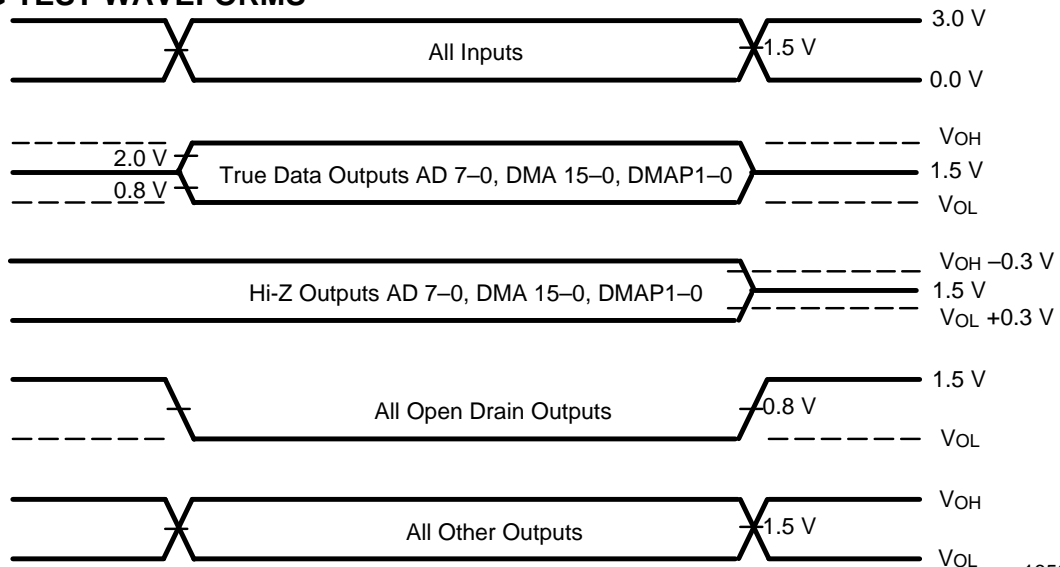 TEST WAVEFORMS
3.0 V
All Inputs
1.5 V
0.0 V
VOH
2.0 V
True Data Outputs AD 7–0, DMA 15–0, DMAP1–0
1.5 V
0.8 V
VOL
VOH –0.3 V
Hi-Z Outputs AD 7–0, DMA 15–0, DMAP1–0
1.5 V
VOL +0.3 V
1.5 V
All Open Drain Outputs
0.8 V
VOL
VOH
All Other Outputs
1.5 V
VOL